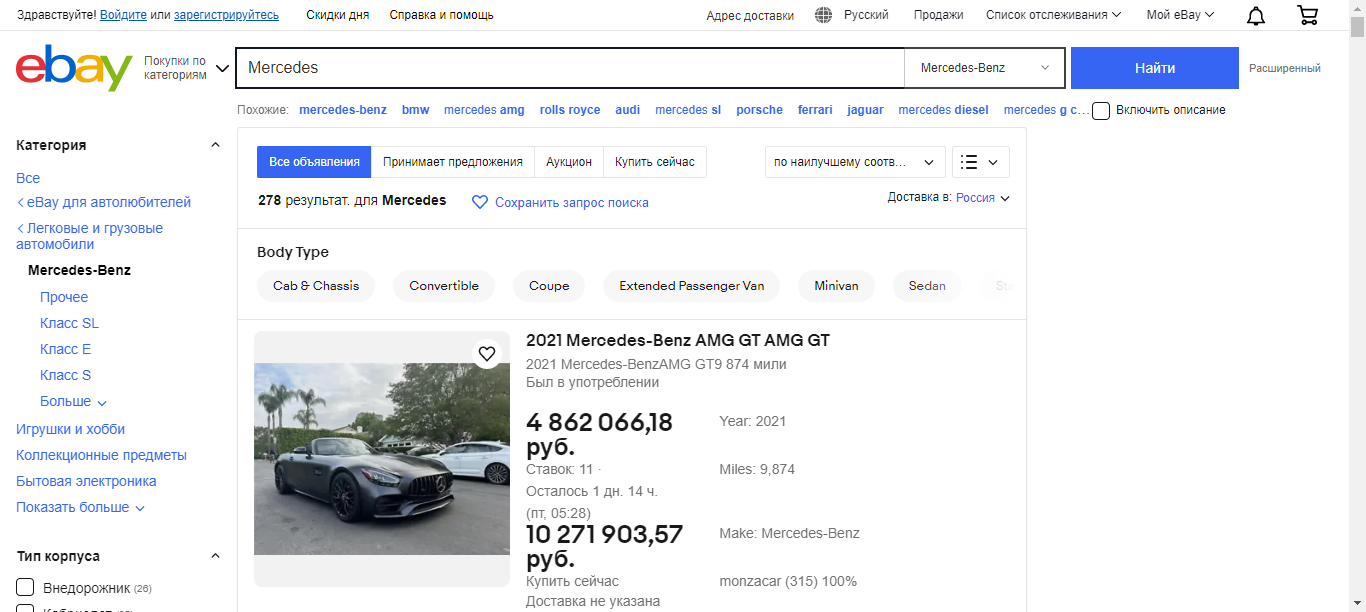 Здравствуйте! Войдите или зарегистрируйтесь Скидки дня Справка и помощь Адрес доставки Русский Продажи Список отслеживания Мой eBay
ebay Покупки по категориям Mercedes Mercedes-Benz Найти Расширенный
Похожие: mercedes-benz bmw mercedes amg rolls royce audi mercedes sl porsche ferrari jaguar mercedes diesel mercedes g c... Включить описание
Категория
Все
eBay для автолюбителей
Легковые и грузовые
автомобили
Mercedes-Benz
Прочее
Класс SL
Класс E
Класс S
Больше
Игрушки и хобби
Коллекционные предметы
Бытовая электроника
Показать больше
Тип корпуса
Внедорожник (26)
Все объявления Принимает предложения Аукцион Купить сейчас по наилучшему соотв...
278 результат. для Mercedes Сохранить запрос поиска Доставка в: Россия
Body Type
Cab & Chassis Convertible Coupe Extended Passenger Van Minivan Sedan
2021 Mercedes-Benz AMG GT AMG GT
2021 Mercedes-BenzAMG GT9 874 мили
Был в употреблении
4 862 066,18
руб.
Ставок: 11 ·
Осталось 1 дн. 14 ч.
(пт, 05:28)
10 271 903,57
руб.
Купить сейчас
Доставка не указана
Year: 2021
Miles: 9,874
Make: Mercedes-Benz
monzacar (315) 100%